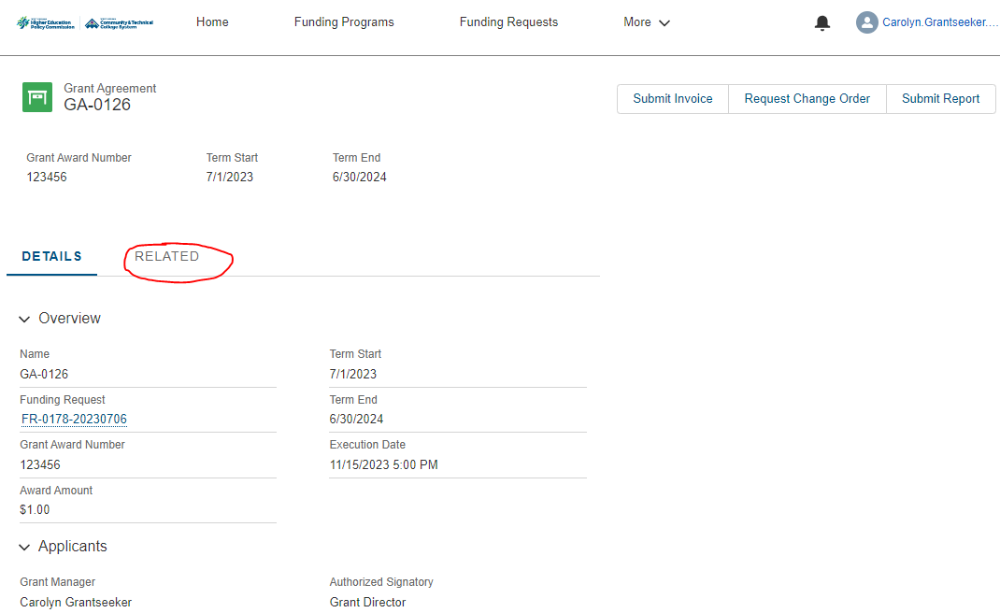 Higher Education
Policy Commission
Community & Technical
College System
Home
Funding Programs
Funding Requests
More
Carolyn.Grantseeker....
Grant Agreement
GA-0126
Submit Invoice
Request Change Order
Submit Report
Grant Award Number
Term Start
Term End
123456
7/1/2023
6/30/2024
DETAILS
RELATED
Overview
Name
GA-0126
Term Start
7/1/2023
Funding Request
FR-0178-20230706
Term End
6/30/2024
Grant Award Number
123456
Execution Date
11/15/2023 5:00 PM
Award Amount
$1.00
Applicants
Grant Manager
Carolyn Grantseeker
Authorized Signatory
Grant Director